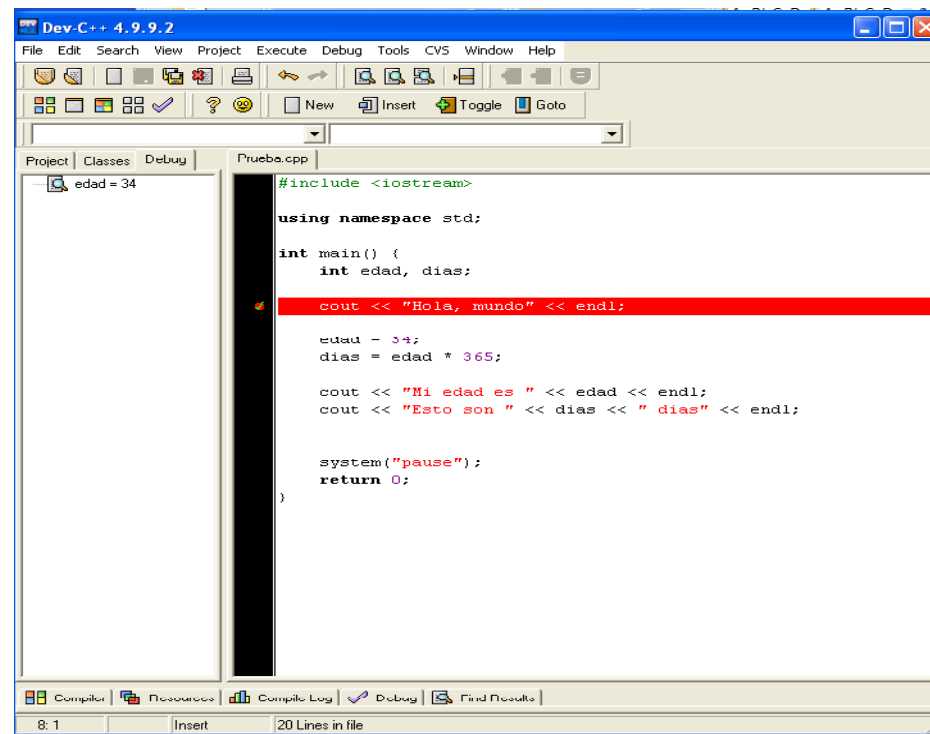 Dev-C++ 4.9.9.2
File Edit Search View Project Execute Debug Tools CVS Window Help
New Insert Toggle Goto
Project Classes Debug Prueba.cpp
edad = 34
#include <iostream>
using namespace std;
int main() {
int edad, dias;
cout << "Hola, mundo" << endl;
edad = 34;
dias = edad * 365;
cout << "Mi edad es " << edad << endl;
cout << "Esto son " << dias << " dias" << endl;
system("pause");
return 0;
}
Compiler Resources Compile Log Debug Find Results
8: 1 Insert 20 Lines in file